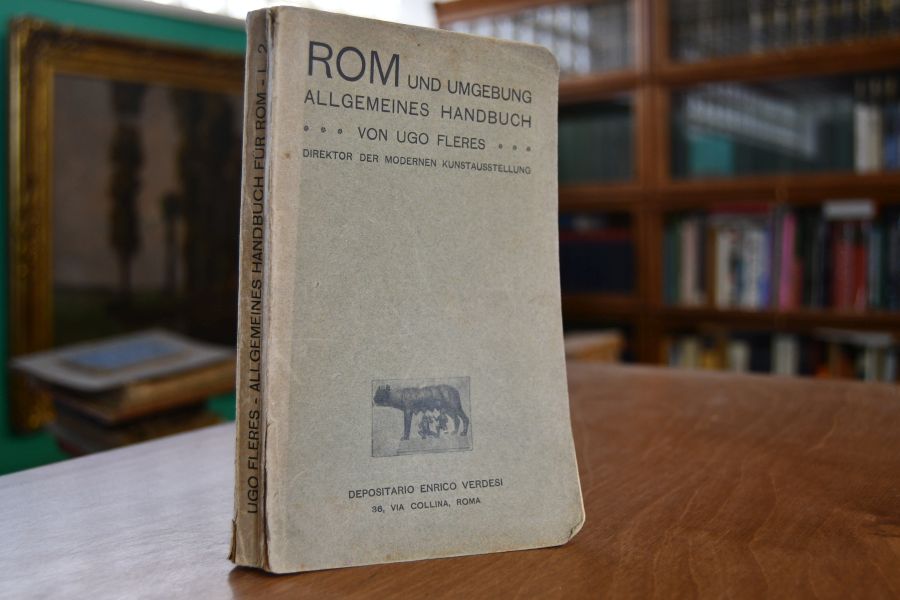 ROM UND UMGEBUNG
ALLGEMEINES HANDBUCH
VON UGO FLERES
DIREKTOR DER MODERNEN KUNSTAUSSTELLUNG
DEPOSITARIO ENRICO VERDESI
36, VIA COLLINA, ROMA
UGO FLERES - ALLGEMEINES HANDBUCH FÜR ROM - L. 2